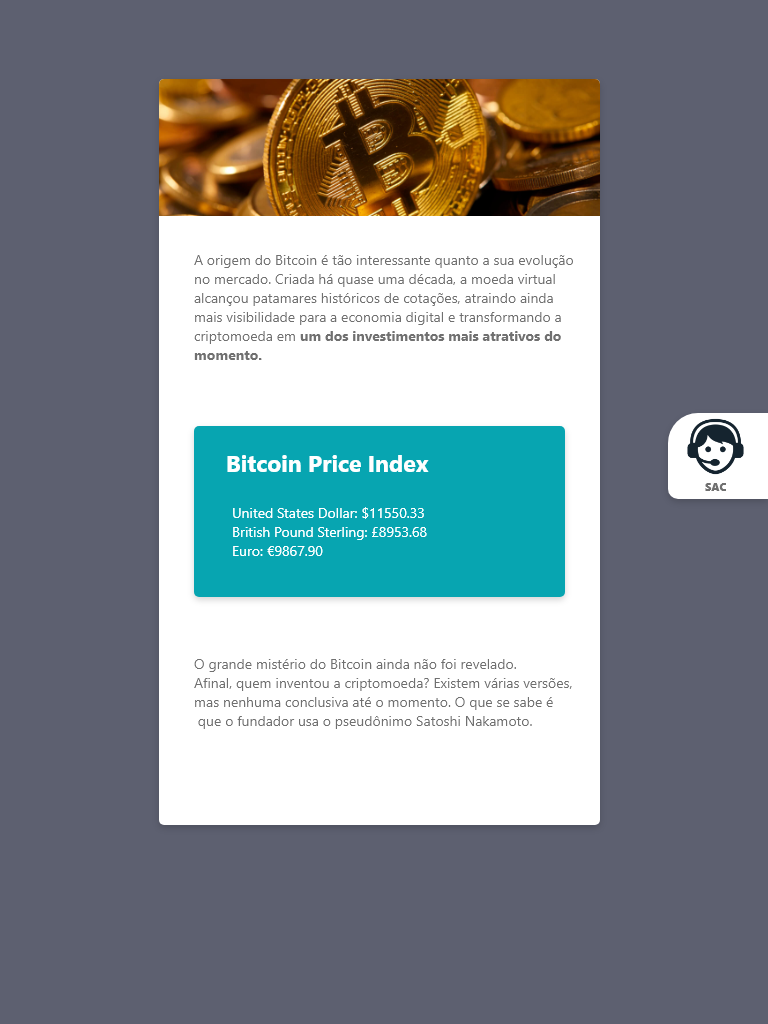 A origem do Bitcoin é tão interessante quanto a sua evolução
no mercado. Criada há quase uma década, a moeda virtual
alcançou patamares históricos de cotações, atraindo ainda
mais visibilidade para a economia digital e transformando a
criptomoeda em um dos investimentos mais atrativos do
momento.
SAC
Bitcoin Price Index
United States Dollar: $11550.33
British Pound Sterling: £8953.68
Euro: €9867.90
O grande mistério do Bitcoin ainda não foi revelado.
Afinal, quem inventou a criptomoeda? Existem várias versões,
mas nenhuma conclusiva até o momento. O que se sabe é
que o fundador usa o pseudônimo Satoshi Nakamoto.